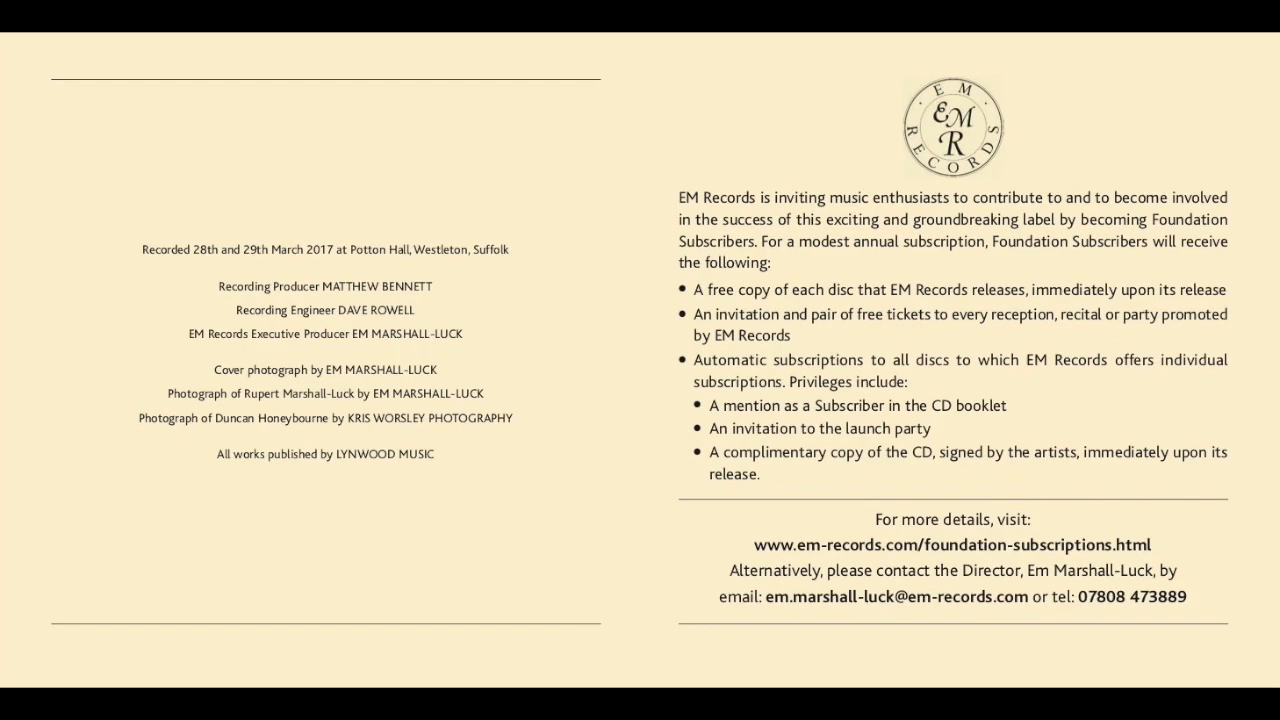 Recorded 28th and 29th March 2017 at Potton Hall, Westleton, Suffolk
Recording Producer MATTHEW BENNETT
Recording Engineer DAVE ROWELL
EM Records Executive Producer EM MARSHALL-LUCK
Cover photograph by EM MARSHALL-LUCK
Photograph of Rupert Marshall-Luck by EM MARSHALL-LUCK
Photograph of Duncan Honeybourne by KRIS WORSLEY PHOTOGRAPHY
All works published by LYNWOOD MUSIC
· EM ·
RECORDS
EM
R
EM Records is inviting music enthusiasts to contribute to and to become involved
in the success of this exciting and groundbreaking label by becoming Foundation
Subscribers. For a modest annual subscription, Foundation Subscribers will receive
the following:
• A free copy of each disc that EM Records releases, immediately upon its release
• An invitation and pair of free tickets to every reception, recital or party promoted
by EM Records
• Automatic subscriptions to all discs to which EM Records offers individual
subscriptions. Privileges include:
• A mention as a Subscriber in the CD booklet
• An invitation to the launch party
• A complimentary copy of the CD, signed by the artists, immediately upon its
release.
For more details, visit:
www.em-records.com/foundation-subscriptions.html
Alternatively, please contact the Director, Em Marshall-Luck, by
email: em.marshall-luck@em-records.com or tel: 07808 473889